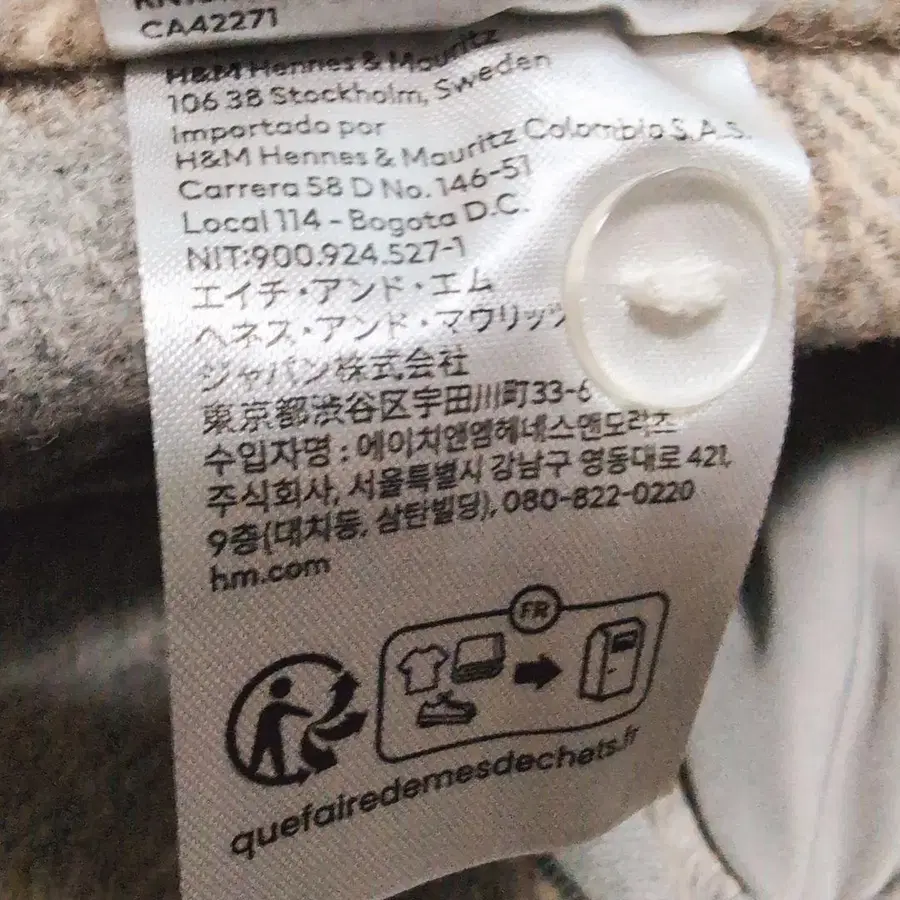 CA42271
H&M Hennes & Mauritz
106 38 Stockholm, Sweden
Importado por
H&M Hennes & Mauritz Colombia S.A.S.
Carrera 58 D No. 146-51
Local 114 - Bogota D.C.
NIT:900.924.527-1
エイチ・アンド・エム
ヘネス・アンド・マウリッツ
ジャパン株式会社
東京都渋谷区宇田川町33-6
수입자명 : 에이치앤엠헤네스앤모리츠
주식회사, 서울특별시 강남구 영동대로 421,
9층(대치동, 삼탄빌딩), 080-822-0220
hm.com
FR
quefairedemesdechets.fr